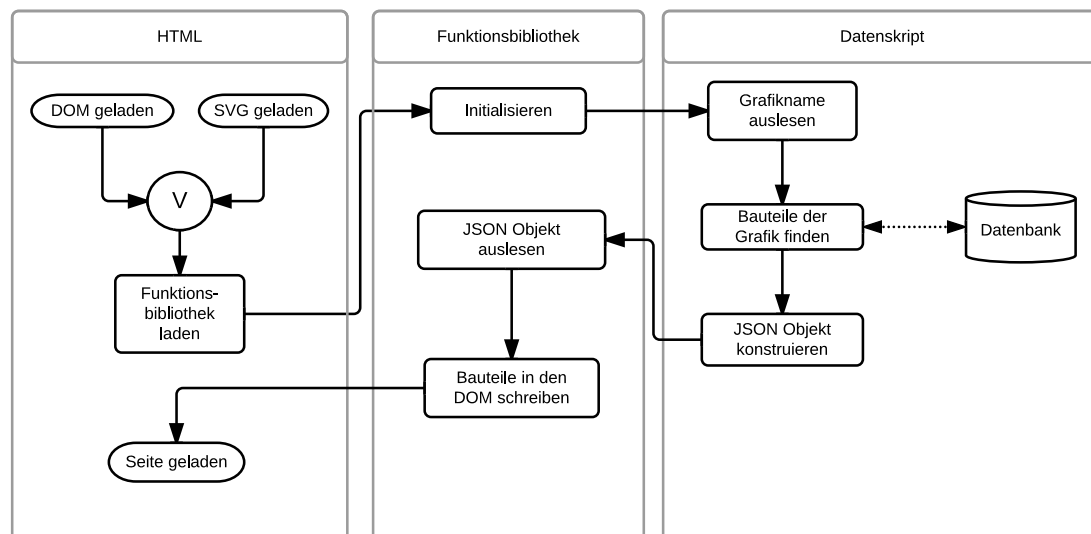 HTML
Funktionsbibliothek
Datenskript
DOM geladen
SVG geladen
V
Funktions-
bibliothek
laden
Seite geladen
Initialisieren
JSON Objekt
auslesen
Bauteile in den
DOM schreiben
Grafikname
auslesen
Bauteile der
Grafik finden
Datenbank
JSON Objekt
konstruieren